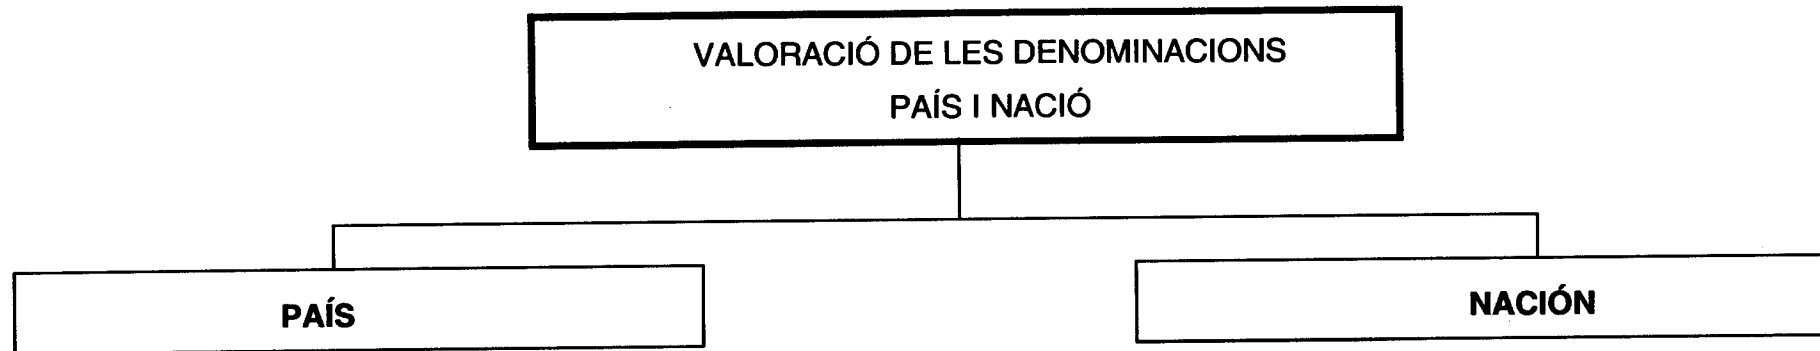 VALORACIÓ DE LES DENOMINACIONS
PAÍS I NACIÓ
PAÍS
NACIÓN